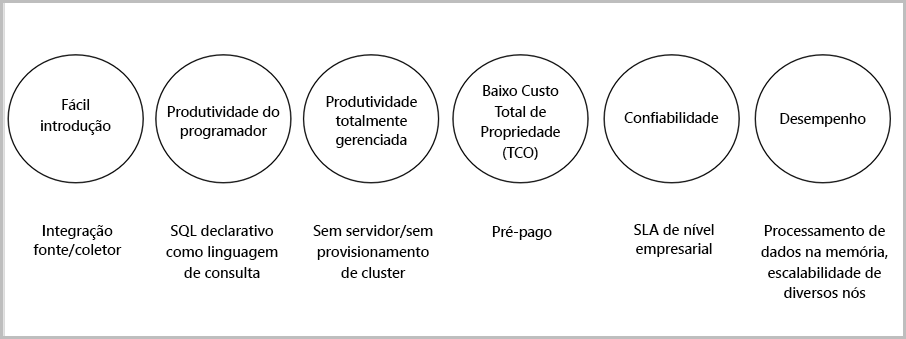 Fácil
introdução
Integração
fonte/coletor
Produtividade do
programador
SQL declarativo
como linguagem
de consulta
Produtividade
totalmente
gerenciada
Sem servidor/sem
provisionamento
de cluster
Baixo Custo
Total de
Propriedade
(TCO)
Pré-pago
Confiabilidade
SLA de nível
empresarial
Desempenho
Processamento de
dados na memória,
escalabilidade de
diversos nós